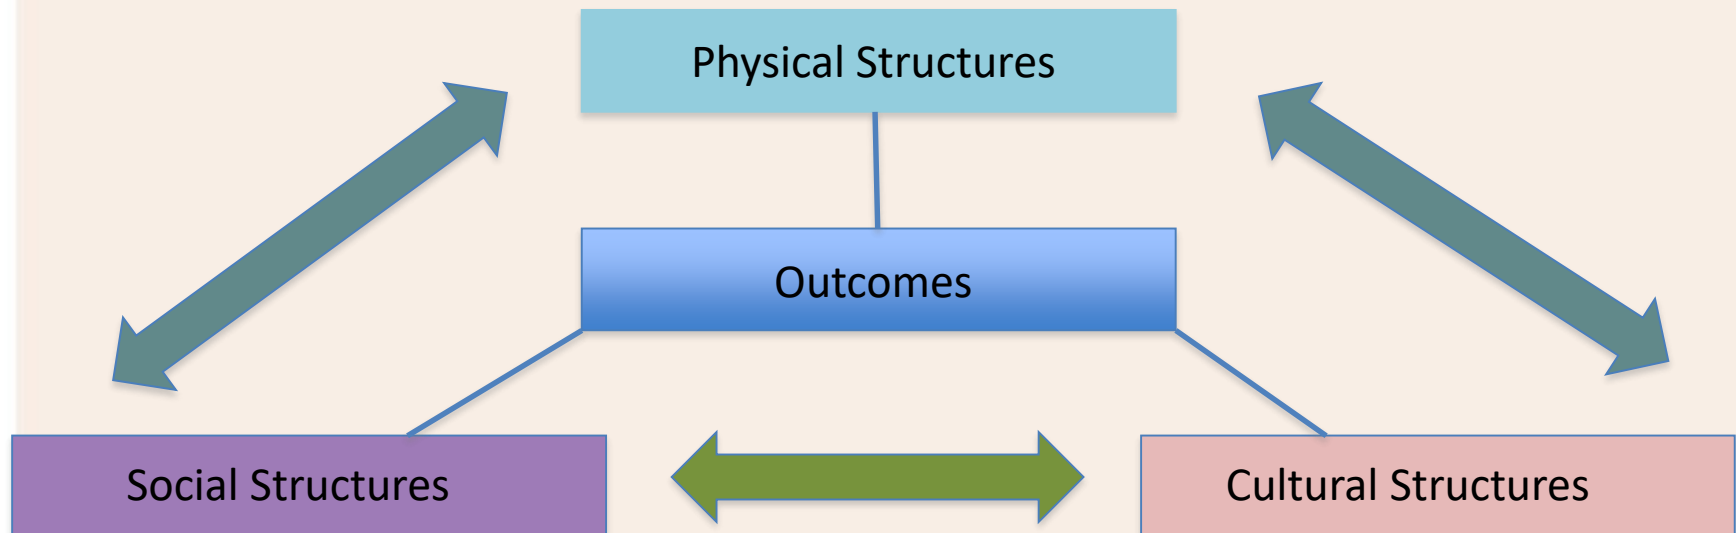 Physical Structures
Outcomes
Social Structures
Cultural Structures